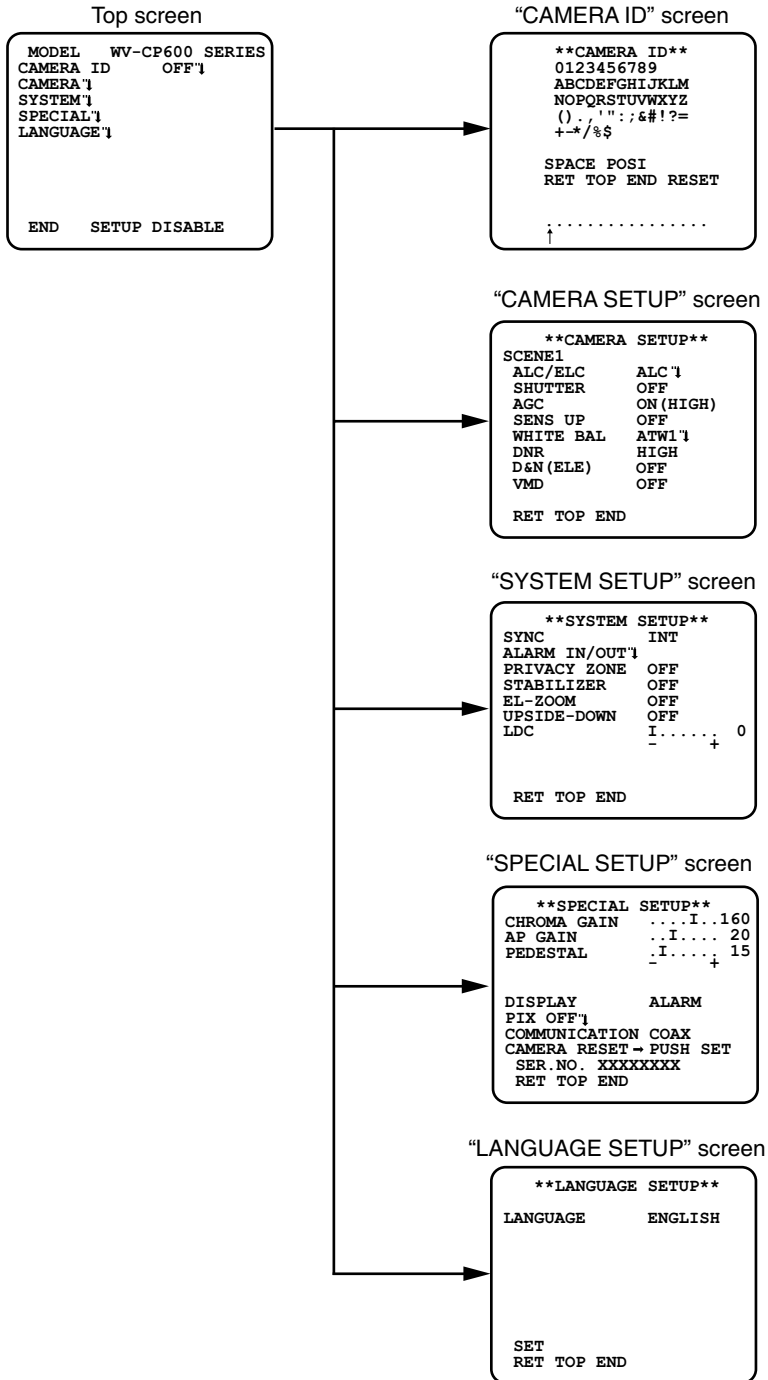 Top screen
MODEL WV-CP600 SERIES
CAMERA ID OFF
CAMERA
SYSTEM
SPECIAL
LANGUAGE
END SETUP DISABLE
“CAMERA ID” screen
**CAMERA ID**
0123456789
ABCDEFGHIJKLM
NOPQRSTUVWXYZ
().,'":;&#!?=
+-*/%$
SPACE POSI
RET TOP END RESET
................
↑
“CAMERA SETUP” screen
**CAMERA SETUP**
SCENE1
ALC/ELC ALC
SHUTTER OFF
AGC ON(HIGH)
SENS UP OFF
WHITE BAL ATW1
DNR HIGH
D&N(ELE) OFF
VMD OFF
RET TOP END
“SYSTEM SETUP” screen
**SYSTEM SETUP**
SYNC INT
ALARM IN/OUT
PRIVACY ZONE OFF
STABILIZER OFF
EL-ZOOM OFF
UPSIDE-DOWN OFF
LDC I...... 0
- +
RET TOP END
“SPECIAL SETUP” screen
**SPECIAL SETUP**
CHROMA GAIN ....I..160
AP GAIN ..I.... 20
PEDESTAL .I..... 15
- +
DISPLAY ALARM
PIX OFF
COMMUNICATION COAX
CAMERA RESET→PUSH SET
SER.NO. XXXXXXXX
RET TOP END
“LANGUAGE SETUP” screen
**LANGUAGE SETUP**
LANGUAGE ENGLISH
SET
RET TOP END